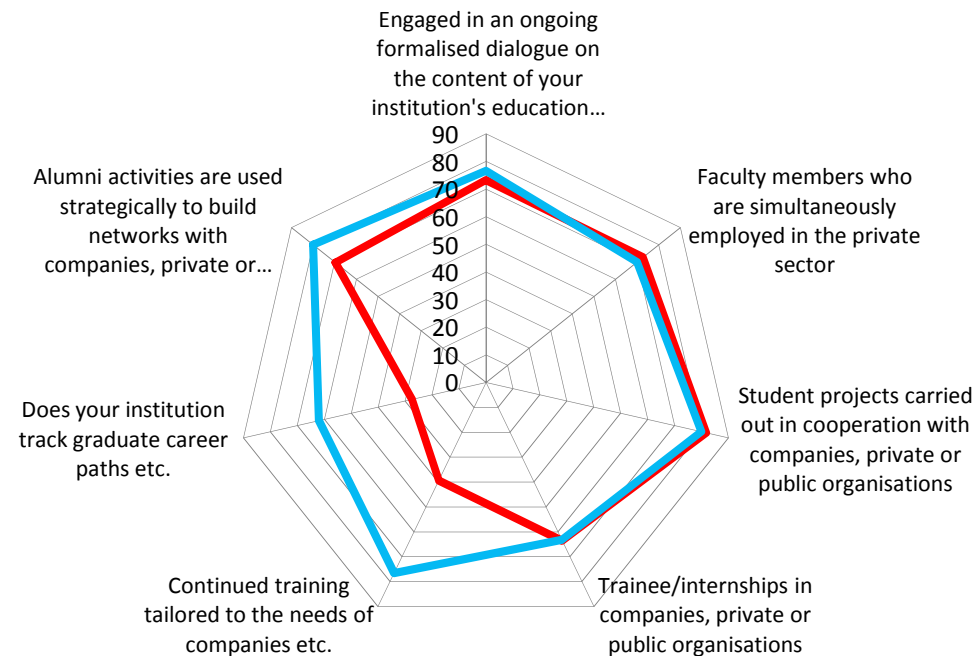 Engaged in an ongoing
formalised dialogue on
the content of your
institution's education…
90
80
70
60
50
40
30
20
10
0
Faculty members who
are simultaneously
employed in the private
sector
Student projects carried
out in cooperation with
companies, private or
public organisations
Trainee/internships in
companies, private or
public organisations
Continued training
tailored to the needs of
companies etc.
Does your institution
track graduate career
paths etc.
Alumni activities are used
strategically to build
networks with
companies, private or…